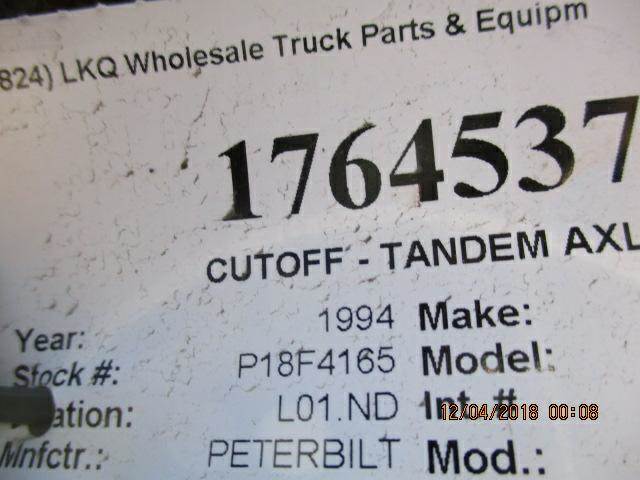 824) LKQ Wholesale Truck Parts & Equipm
1764537
CUTOFF - TANDEM AXL
Year: 1994 Make:
Stock #: P18F4165 Model:
ation: L01.ND Int. #
12/04/2018 00:08
Mnfctr.: PETERBILT Mod.: